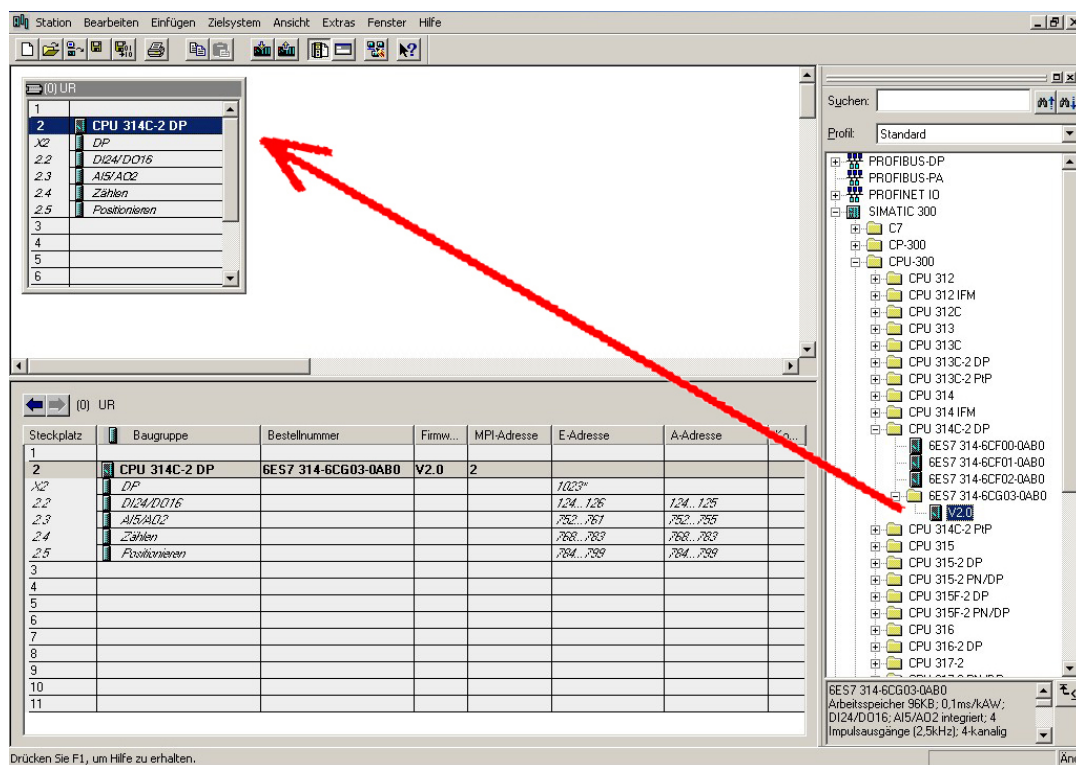 Station Bearbeiten Einfügen Zielsystem Ansicht Extras Fenster Hilfe
(0) UR
1
2 CPU 314C-2 DP
X2 DP
2.2 DI24/DO16
2.3 AI5/AO2
2.4 Zählen
2.5 Positionieren
3
4
5
6
(0) UR
Steckplatz Baugruppe Bestellnummer Firmw... MPI-Adresse E-Adresse A-Adresse Ko...
1
2 CPU 314C-2 DP 6ES7 314-6CG03-0AB0 V2.0 2
X2 DP 1023*
2.2 DI24/DO16 124...126 124...125
2.3 AI5/AO2 752...761 752...755
2.4 Zählen 768...783 768...783
2.5 Positionieren 784...799 784...799
3
4
5
6
7
8
9
10
11
Suchen:
Profil: Standard
PROFIBUS-DP
PROFIBUS-PA
PROFINET IO
SIMATIC 300
C7
CP-300
CPU-300
CPU 312
CPU 312 IFM
CPU 312C
CPU 313
CPU 313C
CPU 313C-2 DP
CPU 313C-2 PtP
CPU 314
CPU 314 IFM
CPU 314C-2 DP
6ES7 314-6CF00-0AB0
6ES7 314-6CF01-0AB0
6ES7 314-6CF02-0AB0
6ES7 314-6CG03-0AB0
V2.0
CPU 314C-2 PtP
CPU 315
CPU 315-2 DP
CPU 315-2 PN/DP
CPU 315F-2 DP
CPU 315F-2 PN/DP
CPU 316
CPU 316-2 DP
CPU 317-2
6ES7 314-6CG03-0AB0
Arbeitsspeicher 96KB; 0,1ms/kAW;
DI24/DO16; AI5/AO2 integriert; 4
Impulsausgänge (2,5kHz); 4-kanalig
Drücken Sie F1, um Hilfe zu erhalten.
Änd